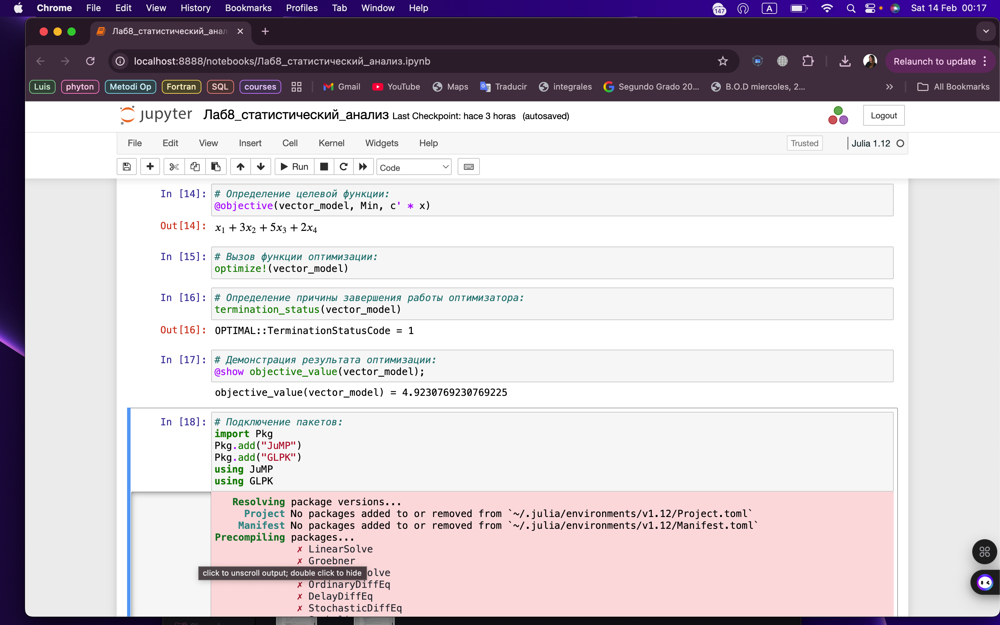 Chrome File Edit View History Bookmarks Profiles Tab Window Help 147 A Sat 14 Feb 00:17
Лаб8_статистический_анал
localhost:8888/notebooks/Лаб8_статистический_анализ.ipynb Relaunch to update
Luis phyton Metodi Op Fortran SQL courses Gmail YouTube Maps Traducir integrales Segundo Grado 20... B.O.D miercoles, 2... All Bookmarks
jupyter Лаб8_статистический_анализ Last Checkpoint: hace 3 horas (autosaved) Logout
File Edit View Insert Cell Kernel Widgets Help Trusted Julia 1.12
Run Code
In [14]: # Определение целевой функции:
@objective(vector_model, Min, c' * x)
Out[14]: x₁ + 3x₂ + 5x₃ + 2x₄
In [15]: # Вызов функции оптимизации:
optimize!(vector_model)
In [16]: # Определение причины завершения работы оптимизатора:
termination_status(vector_model)
Out[16]: OPTIMAL::TerminationStatusCode = 1
In [17]: # Демонстрация результата оптимизации:
@show objective_value(vector_model);
objective_value(vector_model) = 4.9230769230769225
In [18]: # Подключение пакетов:
import Pkg
Pkg.add("JuMP")
Pkg.add("GLPK")
using JuMP
using GLPK
Resolving package versions...
Project No packages added to or removed from `~/.julia/environments/v1.12/Project.toml`
Manifest No packages added to or removed from `~/.julia/environments/v1.12/Manifest.toml`
Precompiling packages...
✗ LinearSolve
✗ Groebner
click to unscroll output; double click to hide olve
✗ OrdinaryDiffEq
✗ DelayDiffEq
✗ StochasticDiffEq